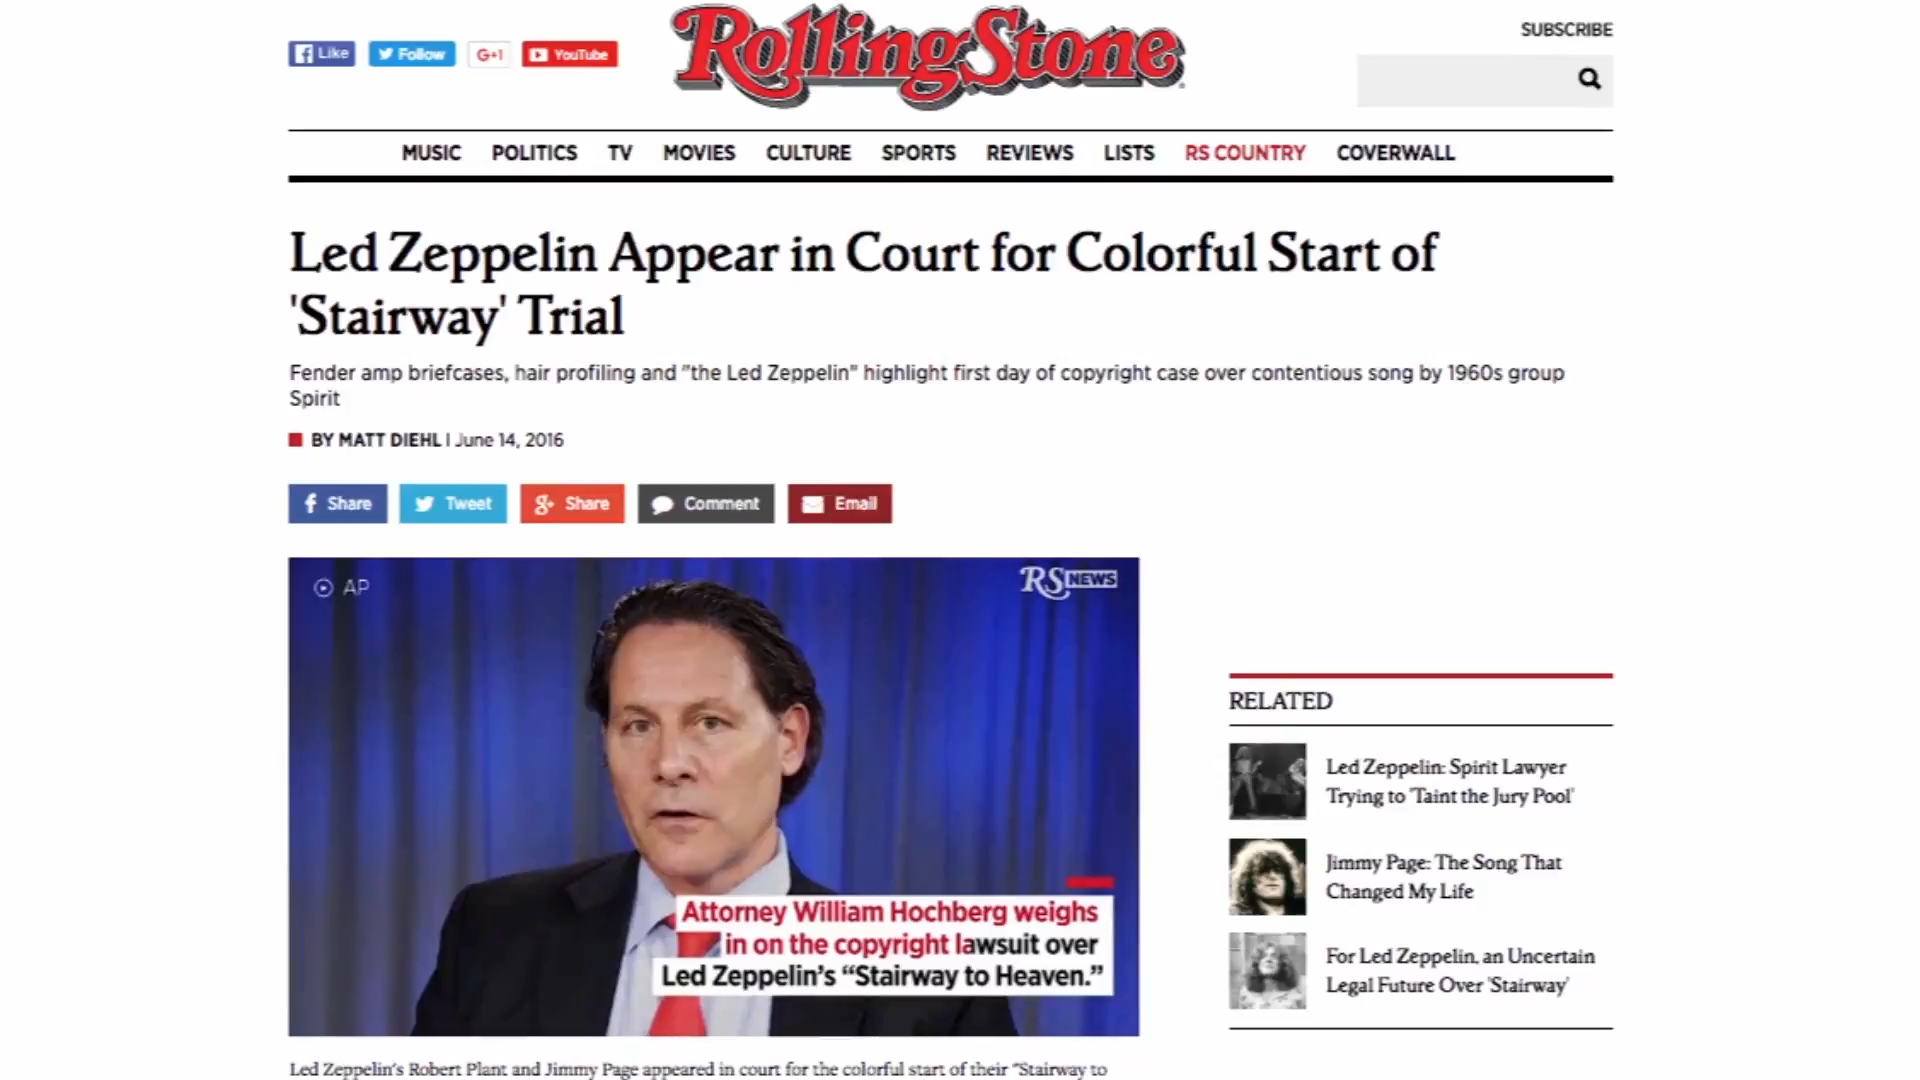 Like
Follow
G+1
YouTube
RollingStone
SUBSCRIBE
MUSIC POLITICS TV MOVIES CULTURE SPORTS REVIEWS LISTS RS COUNTRY COVERWALL
Led Zeppelin Appear in Court for Colorful Start of
'Stairway' Trial
Fender amp briefcases, hair profiling and "the Led Zeppelin" highlight first day of copyright case over contentious song by 1960s group
Spirit
BY MATT DIEHL | June 14, 2016
Share
Tweet
Share
Comment
Email
AP
RS NEWS
Attorney William Hochberg weighs
in on the copyright lawsuit over
Led Zeppelin's “Stairway to Heaven.”
Led Zeppelin's Robert Plant and Jimmy Page appeared in court for the colorful start of their "Stairway to
RELATED
Led Zeppelin: Spirit Lawyer
Trying to 'Taint the Jury Pool'
Jimmy Page: The Song That
Changed My Life
For Led Zeppelin, an Uncertain
Legal Future Over 'Stairway'